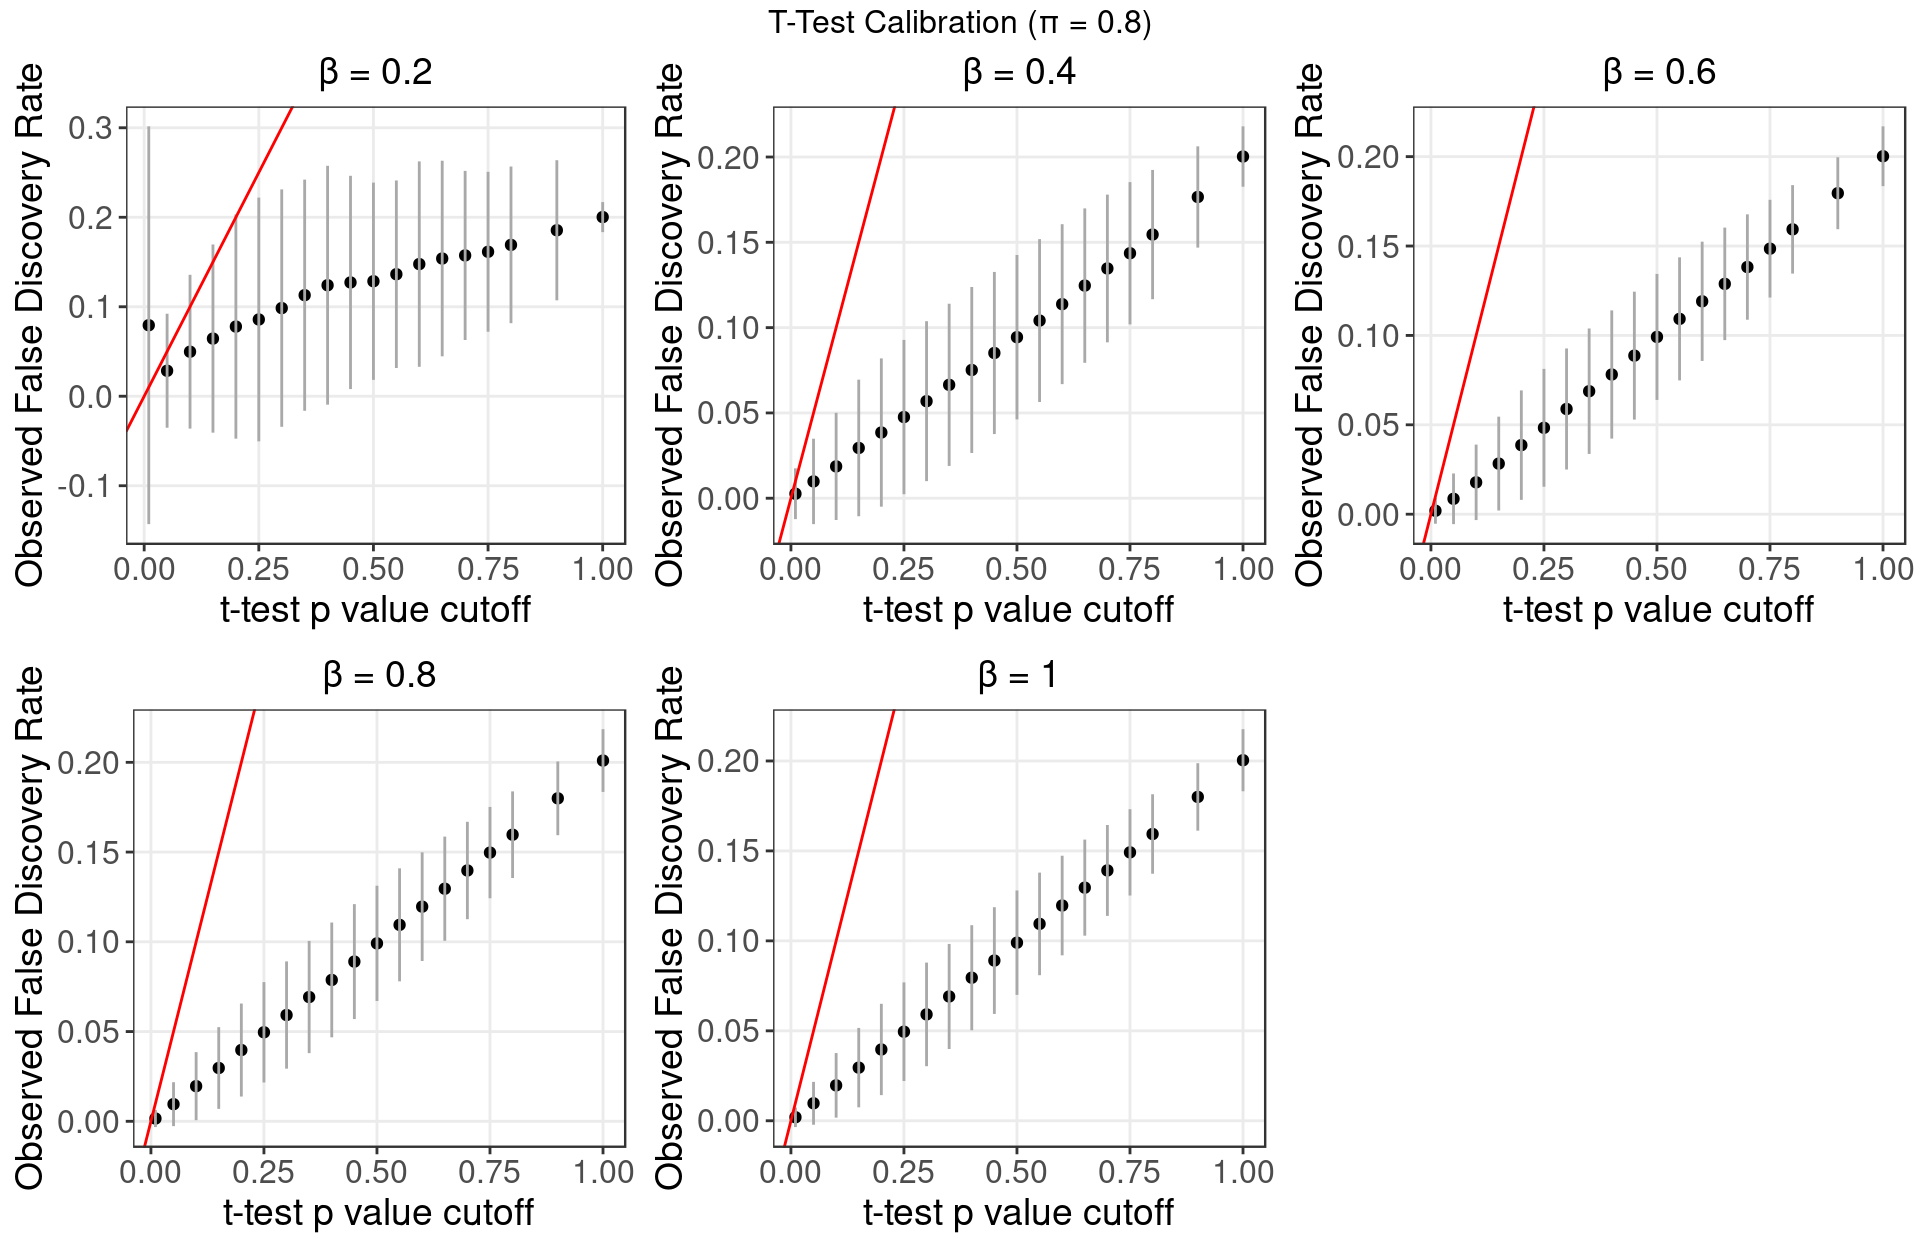 T-Test Calibration (π = 0.8)
β = 0.2
Observed False Discovery Rate
0.3
0.2
0.1
0.0
-0.1
0.00 0.25 0.50 0.75 1.00
t-test p value cutoff
β = 0.4
Observed False Discovery Rate
0.20
0.15
0.10
0.05
0.00
0.00 0.25 0.50 0.75 1.00
t-test p value cutoff
β = 0.6
Observed False Discovery Rate
0.20
0.15
0.10
0.05
0.00
0.00 0.25 0.50 0.75 1.00
t-test p value cutoff
β = 0.8
Observed False Discovery Rate
0.20
0.15
0.10
0.05
0.00
0.00 0.25 0.50 0.75 1.00
t-test p value cutoff
β = 1
Observed False Discovery Rate
0.20
0.15
0.10
0.05
0.00
0.00 0.25 0.50 0.75 1.00
t-test p value cutoff